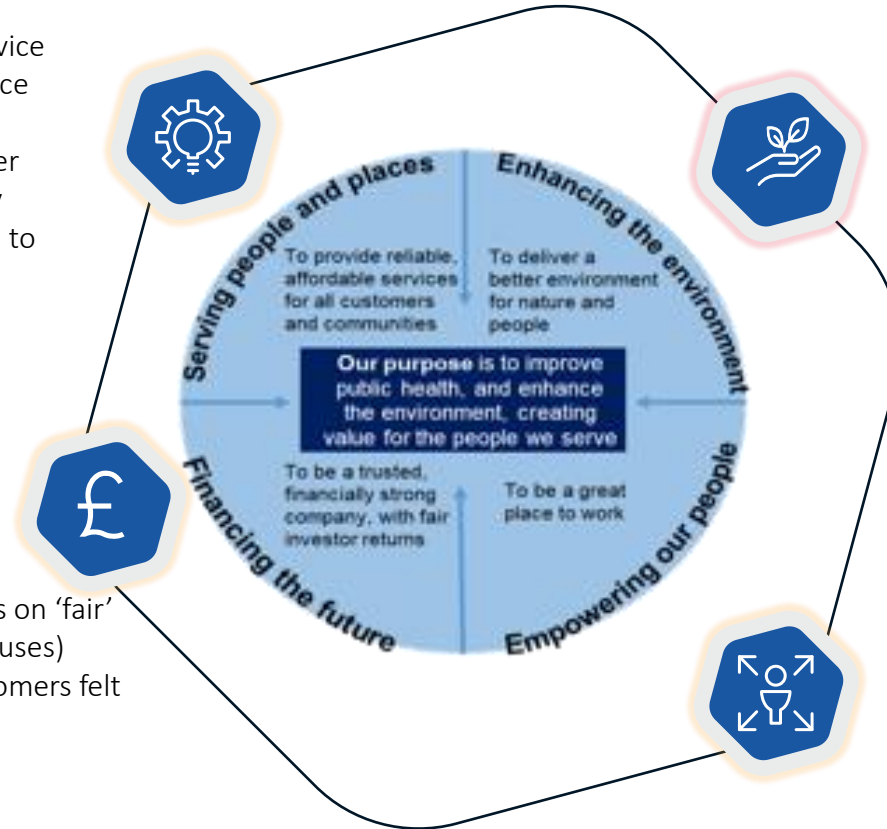 vice
ce
er
to
Serving people and places
Enhancing the environment
To provide reliable,
affordable services
for all customers
and communities
To deliver a
better environment
for nature and
people
Our purpose is to improve
public health, and enhance
the environment, creating
value for the people we serve
To be a trusted,
financially strong
company, with fair
investor returns
To be a great
place to work
Financing the future
Empowering our people
£
s on ‘fair’
uses)
omers felt